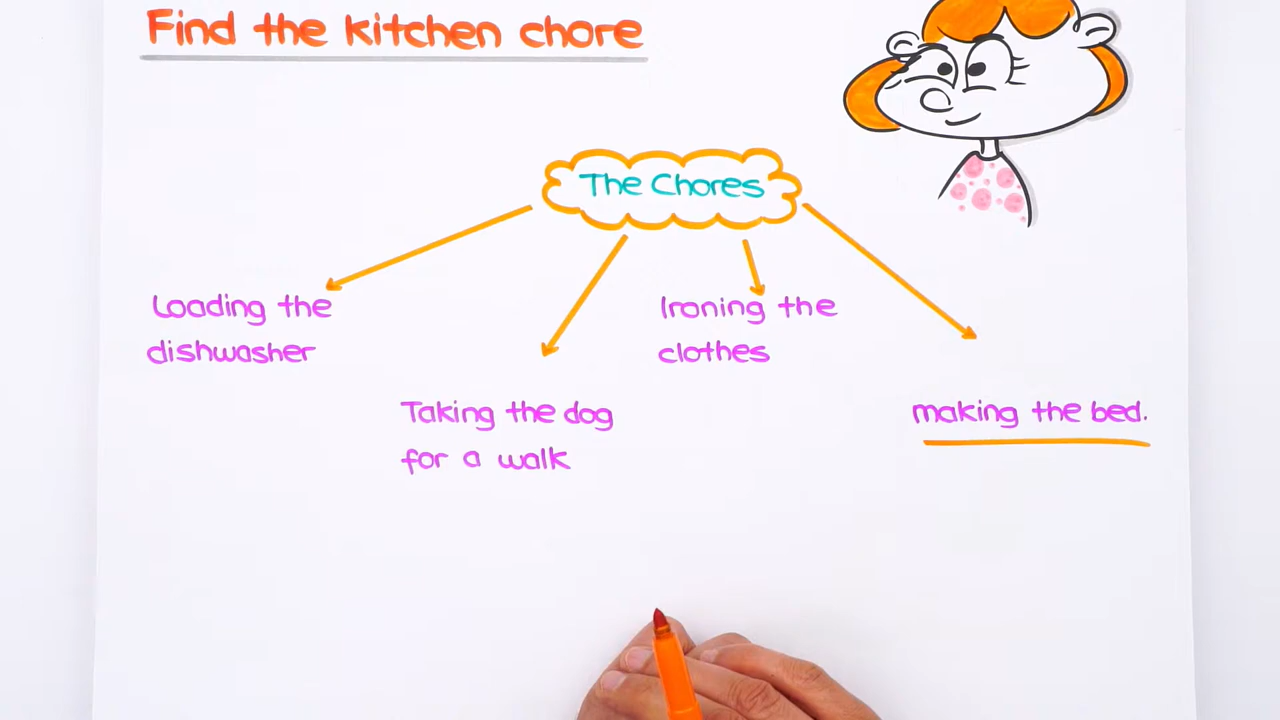 Find the kitchen chore
The Chores
Loading the
dishwasher
Taking the dog
for a walk
Ironing the
clothes
making the bed.